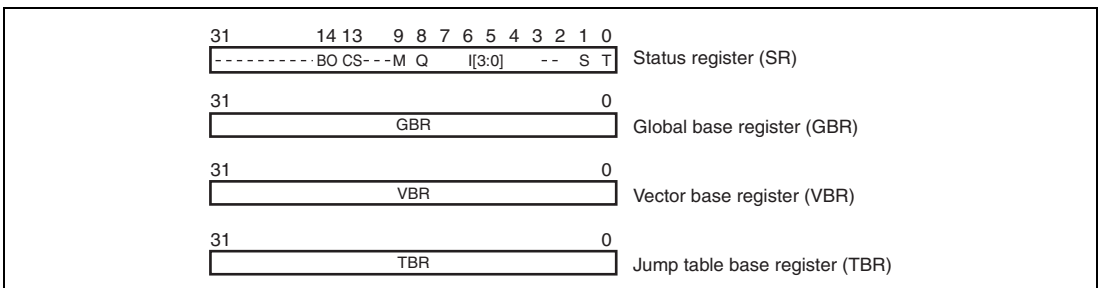 31 14 13 9 8 7 6 5 4 3 2 1 0
----------BO CS---M Q I[3:0] -- S T Status register (SR)
31 0
GBR Global base register (GBR)
31 0
VBR Vector base register (VBR)
31 0
TBR Jump table base register (TBR)